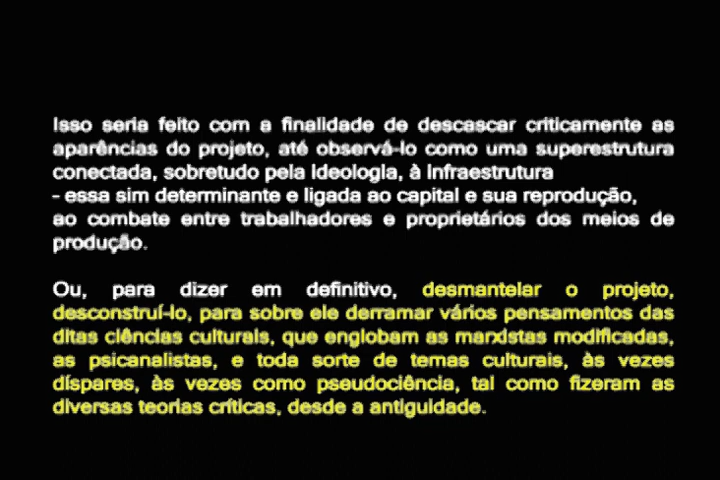 Isso seria feito com a finalidade de descascar criticamente as
aparências do projeto, até observá-lo como uma superestrutura
conectada, sobretudo pela ideologia, à infraestrutura
- essa sim determinante e ligada ao capital e sua reprodução,
ao combate entre trabalhadores e proprietários dos meios de
produção.
Ou, para dizer em definitivo, desmantelar o projeto,
desconstruí-lo, para sobre ele derramar vários pensamentos das
ditas ciências culturais, que englobam as marxistas modificadas,
as psicanalistas, e toda sorte de temas culturais, às vezes
díspares, às vezes como pseudociência, tal como fizeram as
diversas teorias críticas, desde a antiguidade.